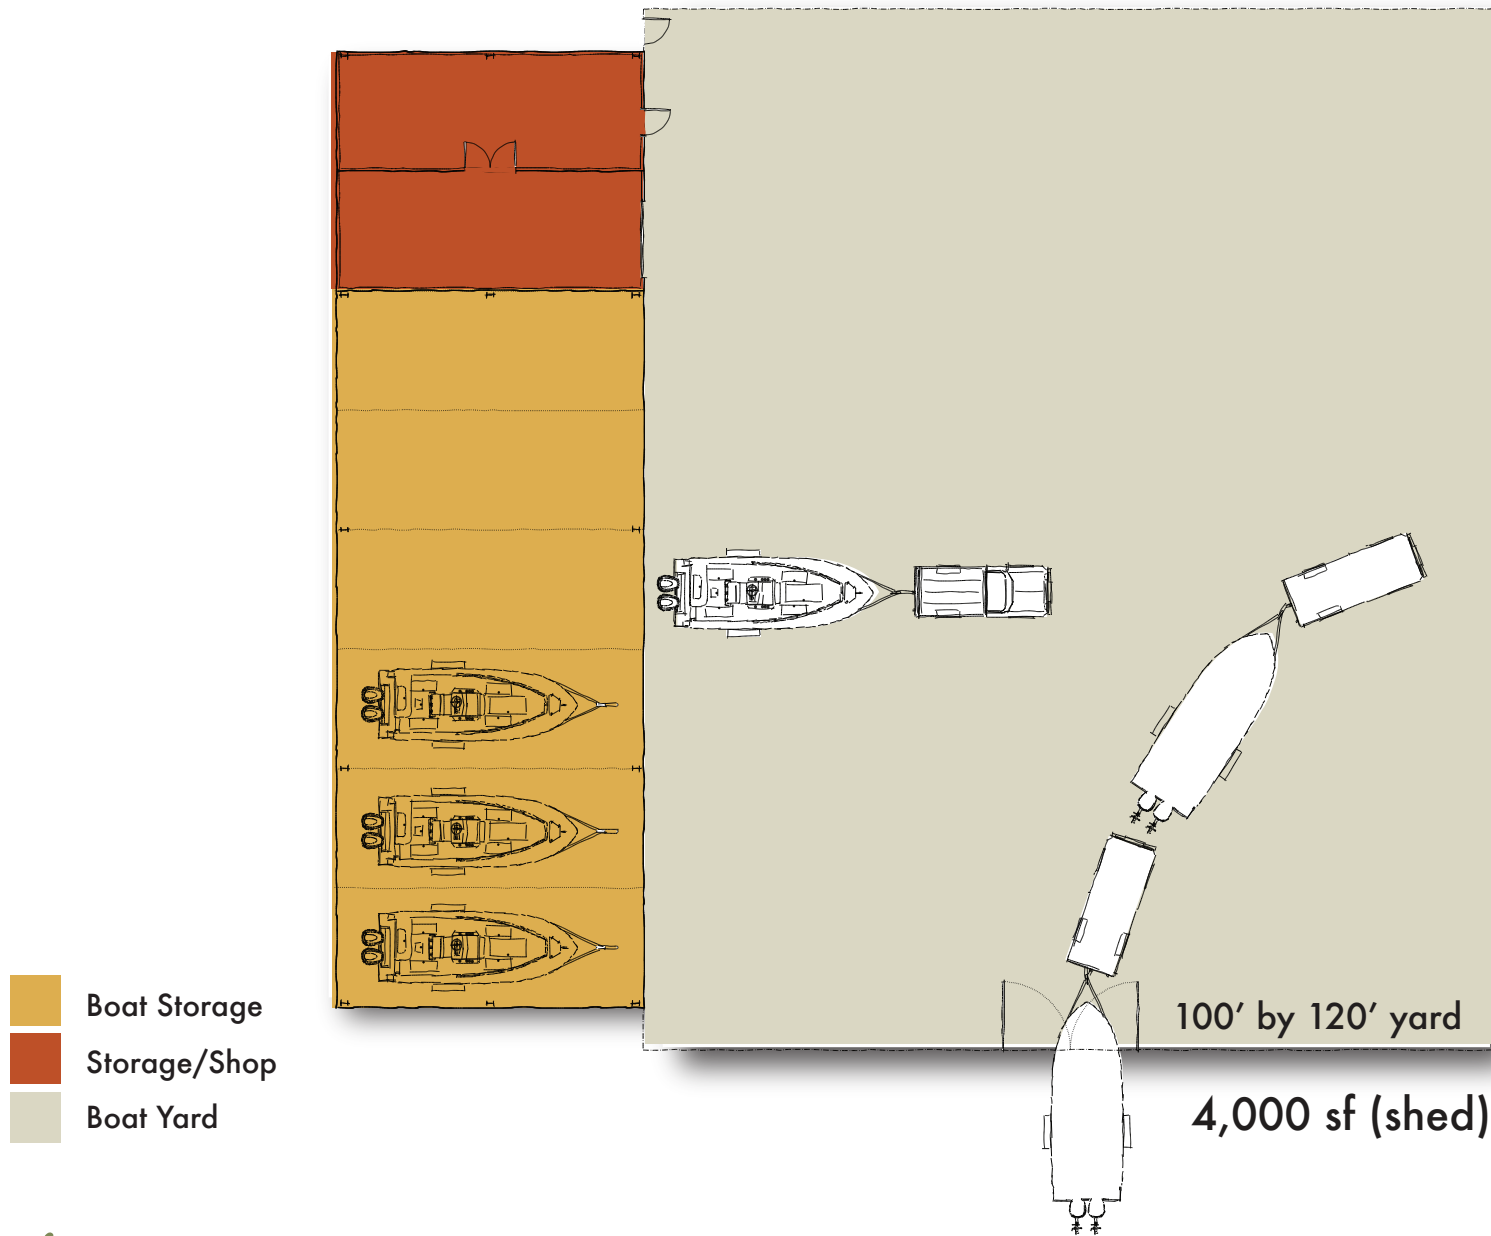 Boat Storage
Storage/Shop
Boat Yard
100’ by 120’ yard
4,000 sf (shed)